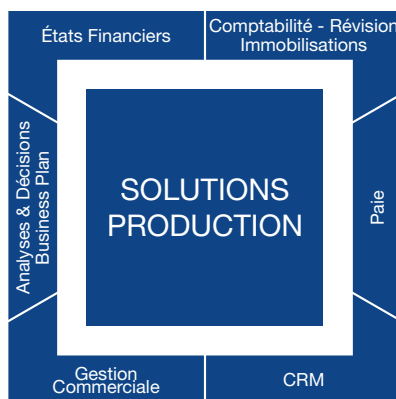 États Financiers
Comptabilité - Révision
Immobilisations
Analyses & Décisions
Business Plan
SOLUTIONS
PRODUCTION
Paie
Gestion
Commerciale
CRM